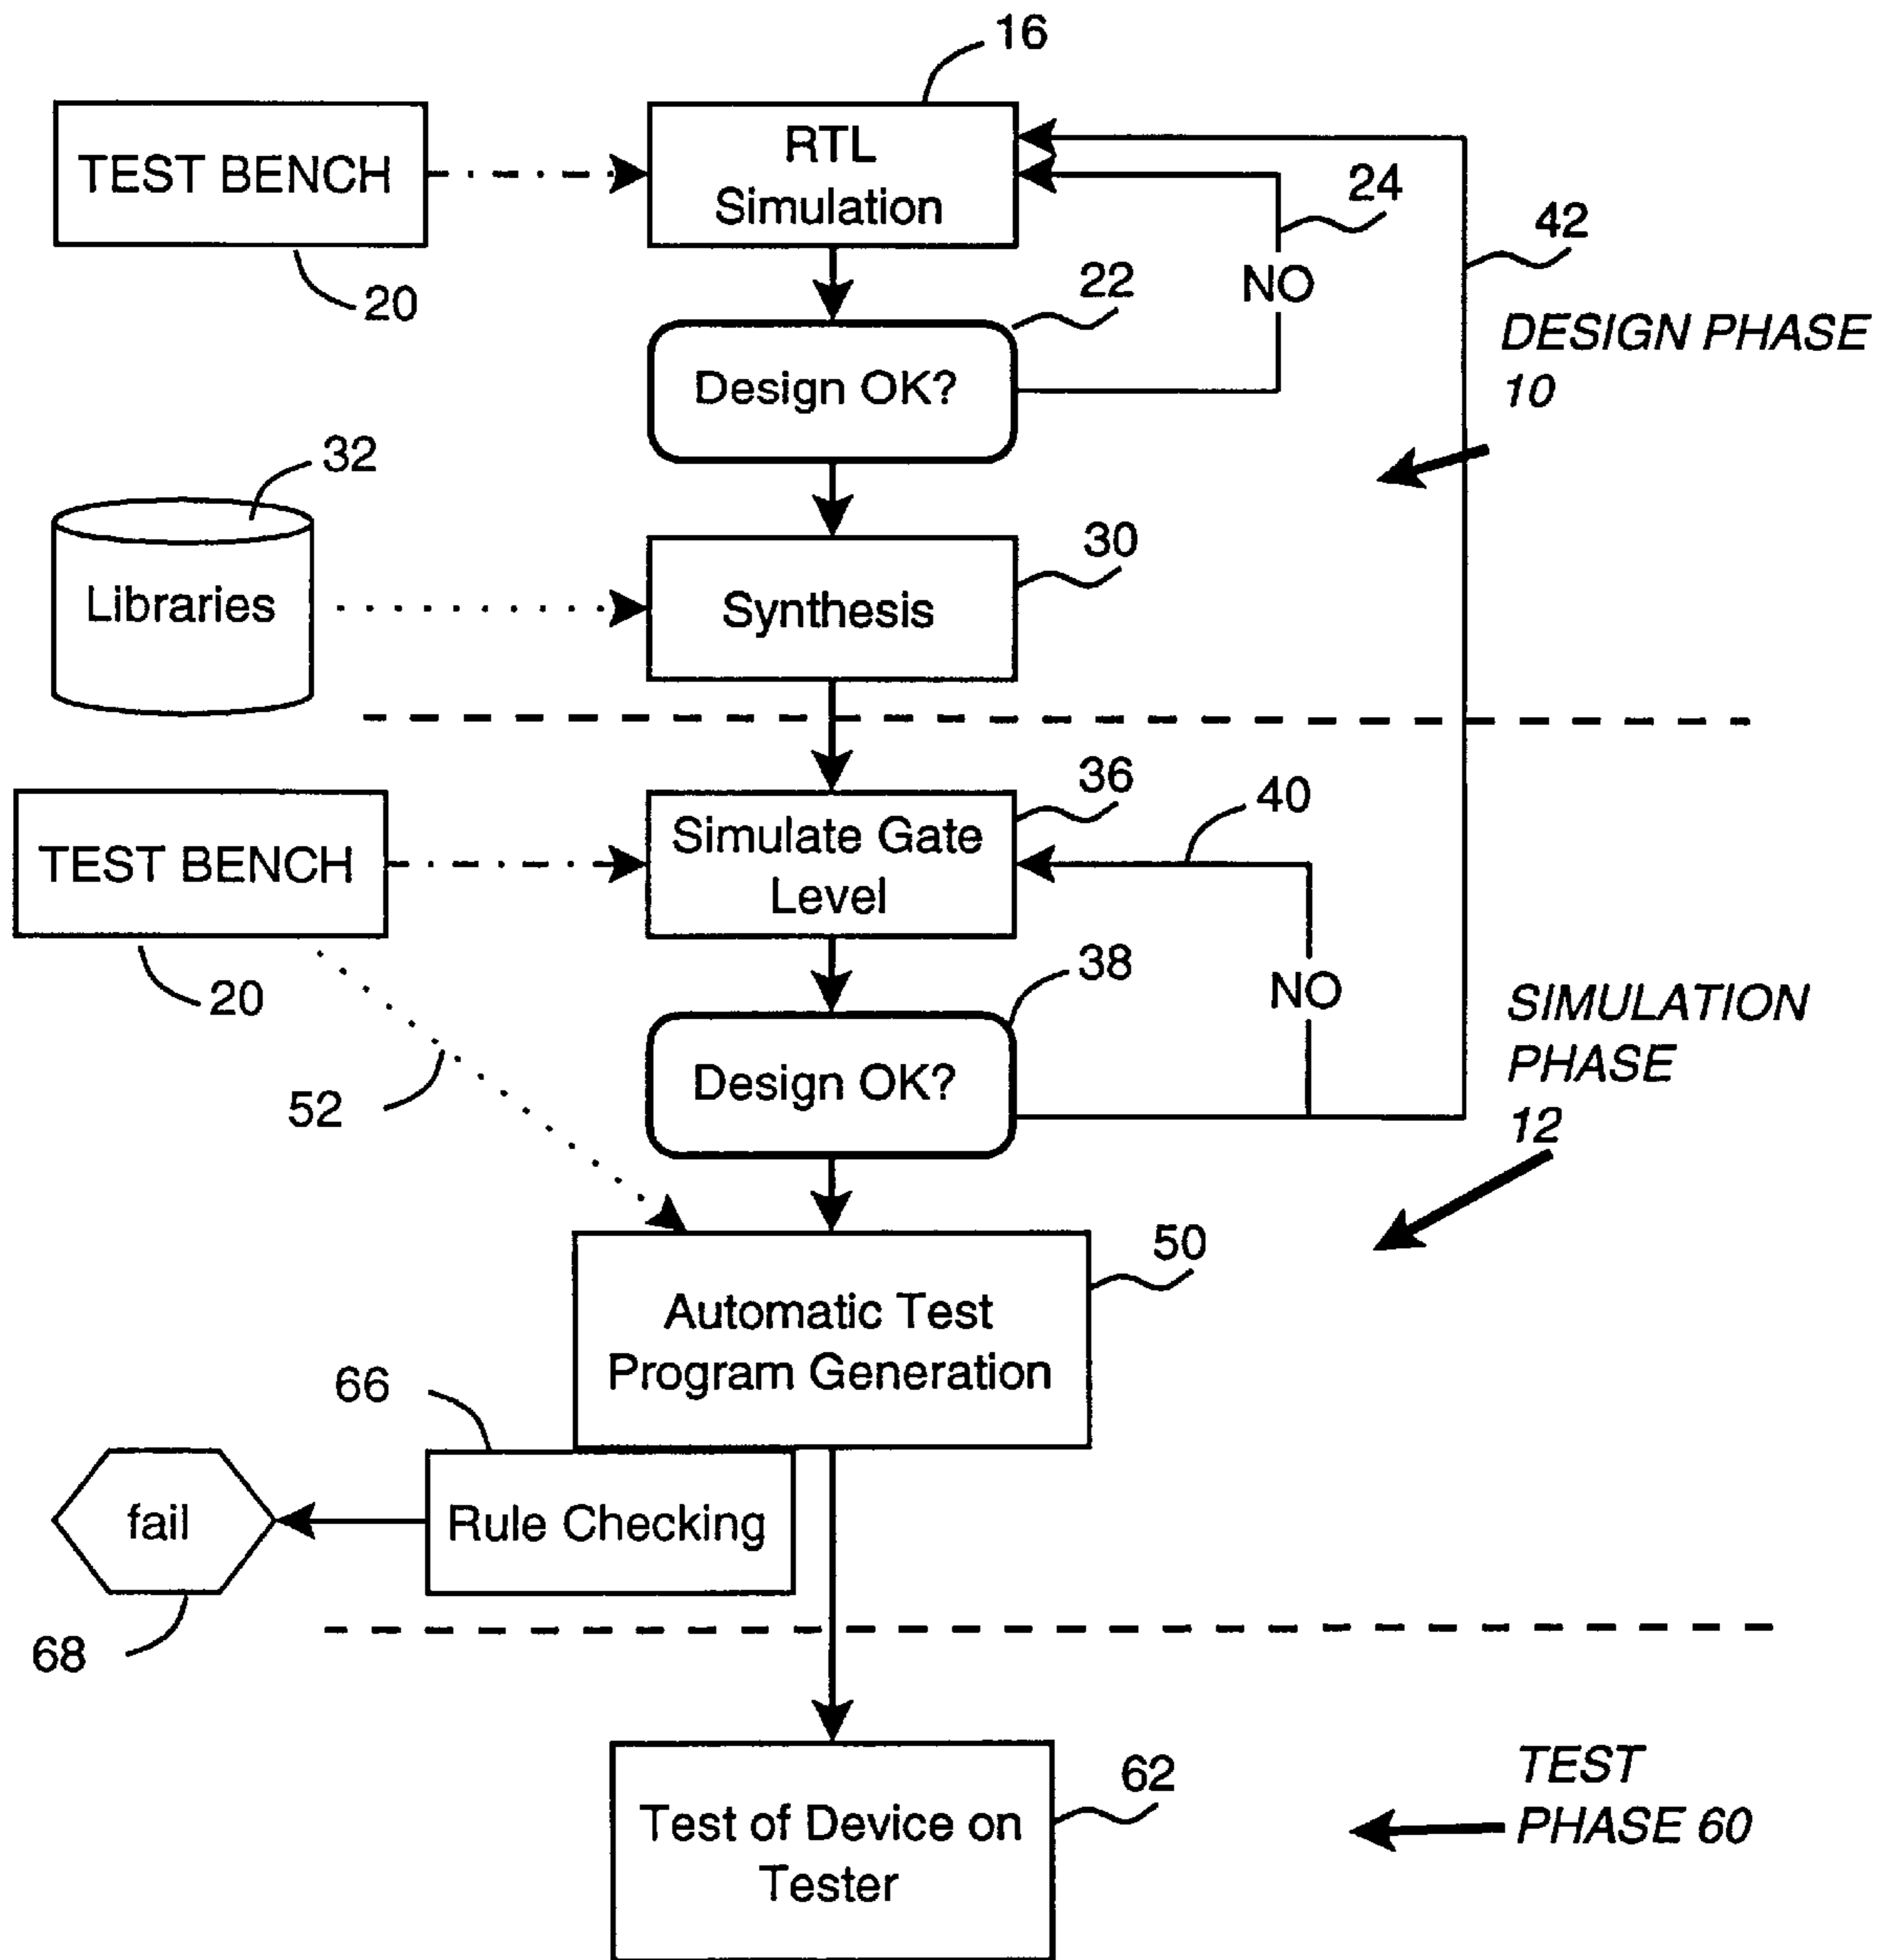 16
TEST BENCH
RTL
Simulation
24
42
20
22
NO
DESIGN PHASE
10
Design OK?
32
30
Libraries
Synthesis
36
40
TEST BENCH
Simulate Gate
Level
20
38
NO
SIMULATION
PHASE
12
52
Design OK?
50
Automatic Test
Program Generation
66
fail
Rule Checking
68
62
TEST
PHASE 60
Test of Device on
Tester